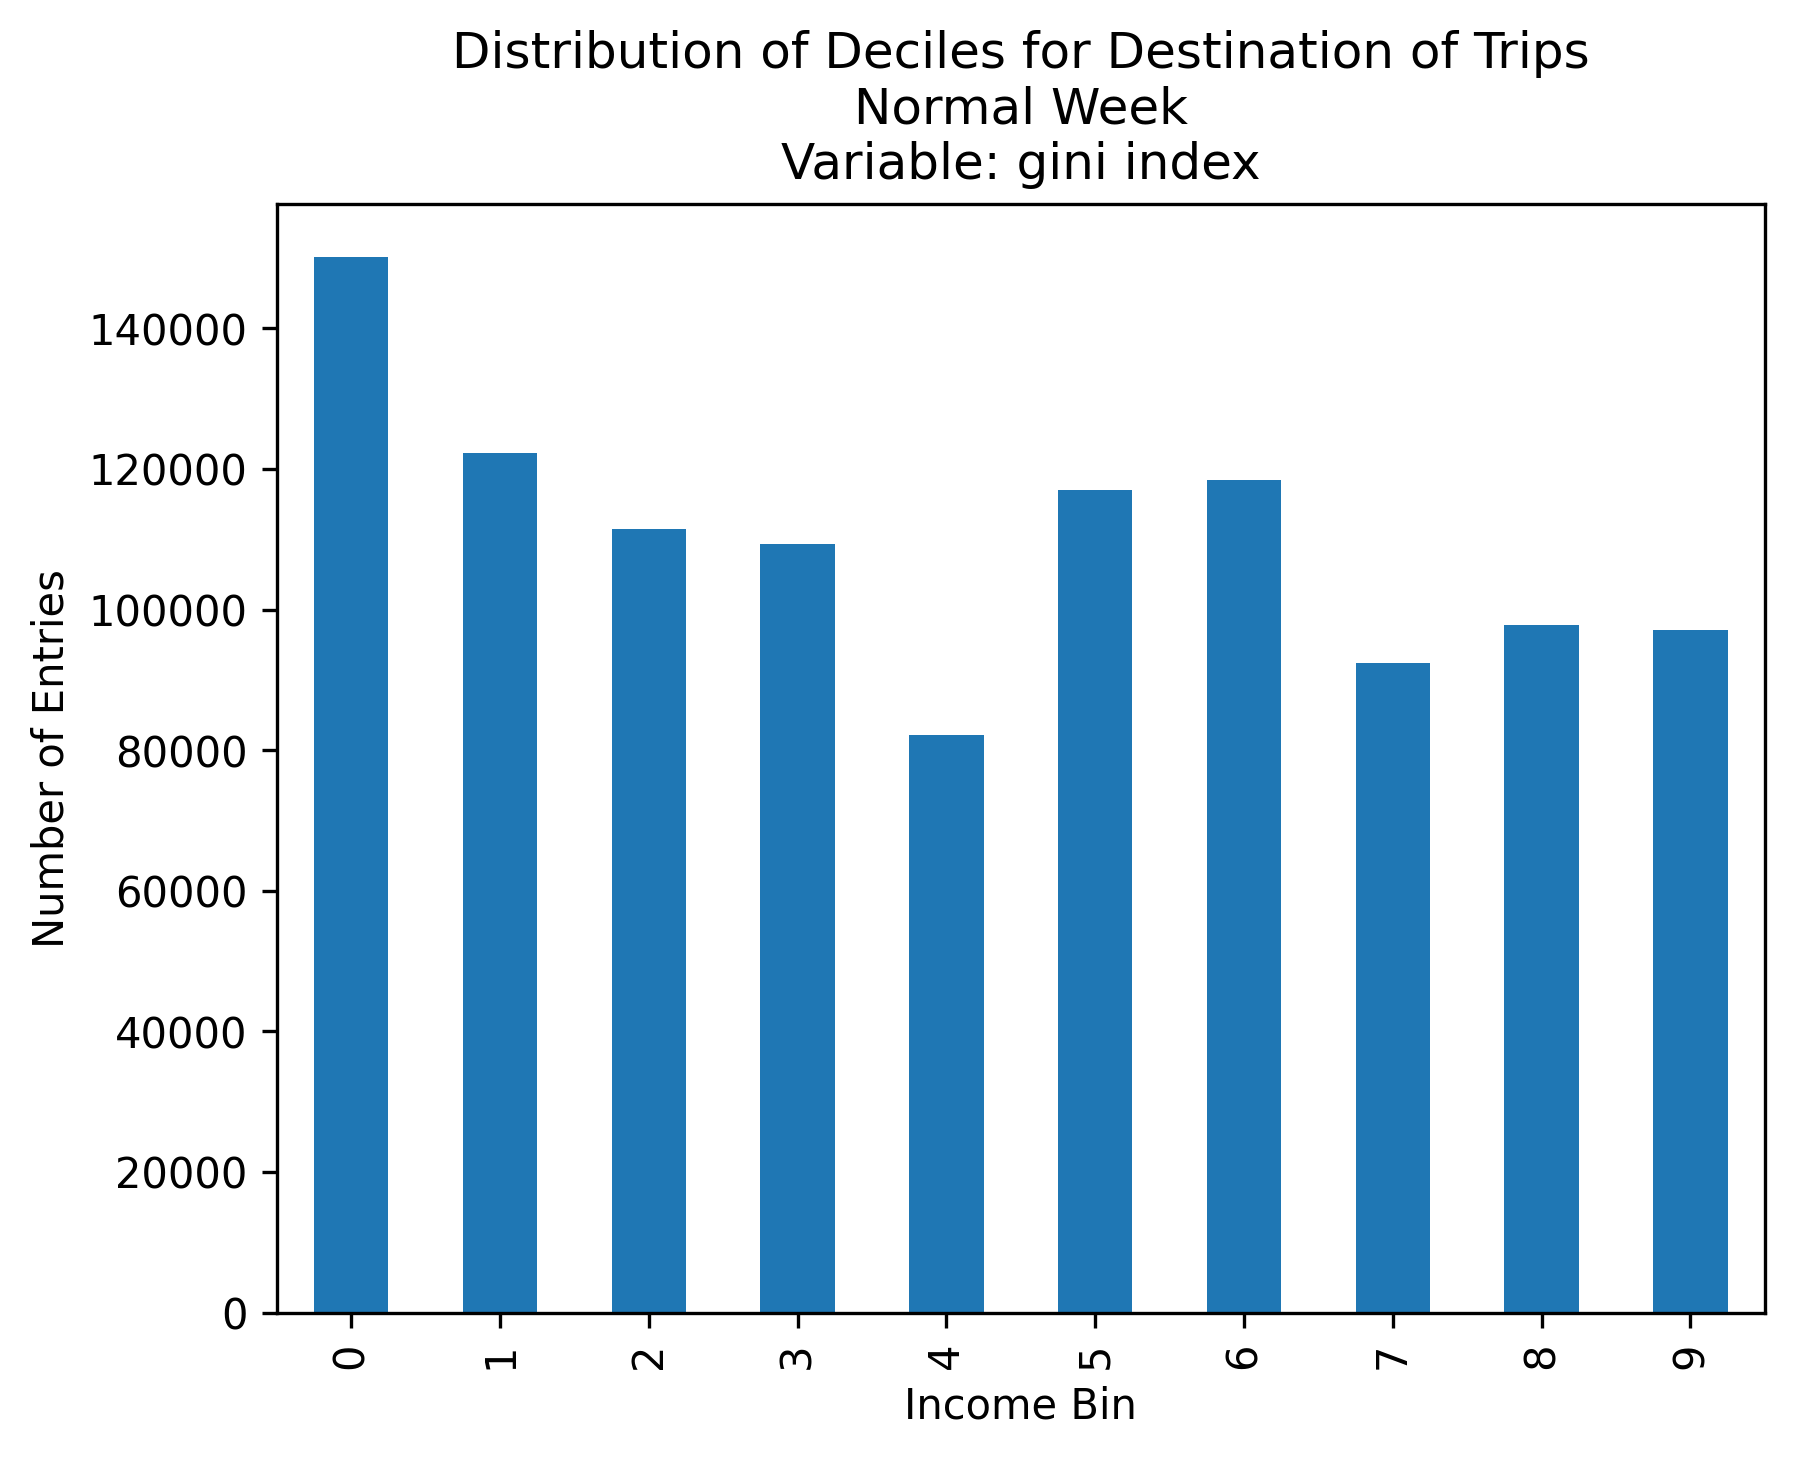 Distribution of Deciles for Destination of Trips
Normal Week
Variable: gini index
140000
120000
100000
80000
60000
40000
20000
0
Number of Entries
0 1 2 3 4 5 6 7 8 9
Income Bin